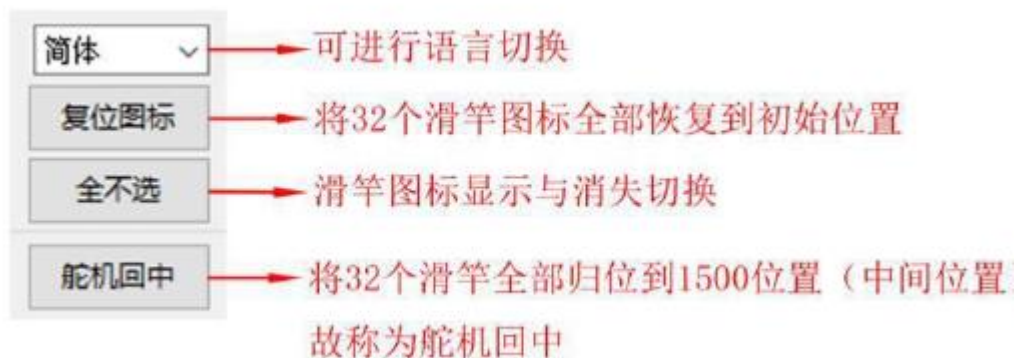 简体 可进行语言切换
复位图标 将32个滑竿图标全部恢复到初始位置
全不选 滑竿图标显示与消失切换
舵机回中 将32个滑竿全部归位到1500位置（中间位置）
故称为舵机回中